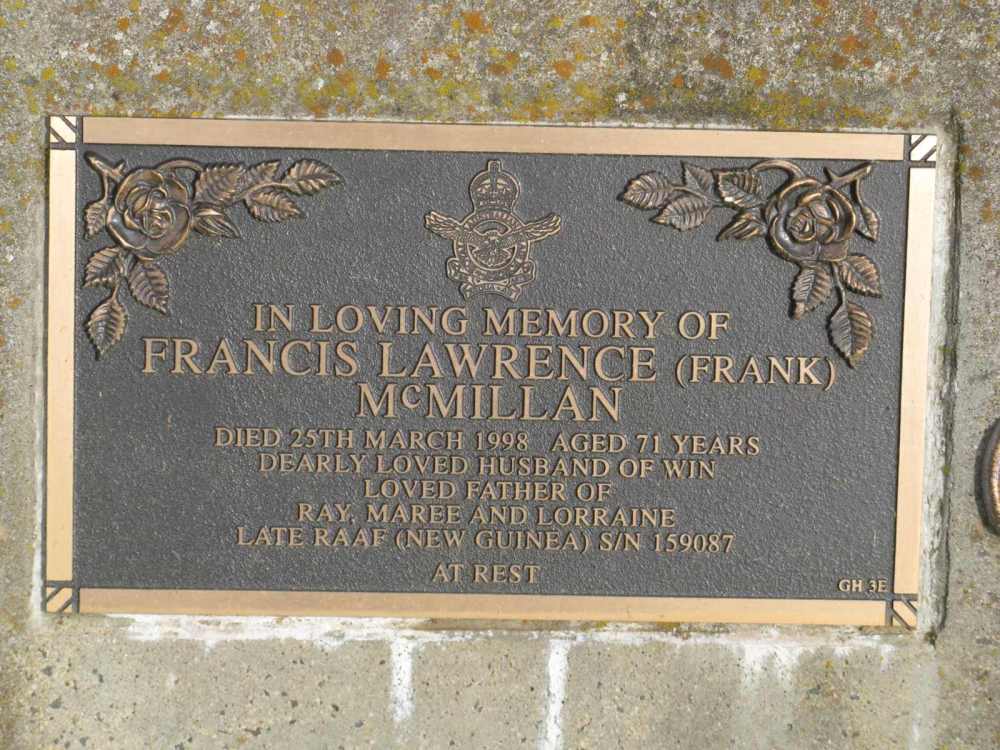 IN LOVING MEMORY OF
FRANCIS LAWRENCE (FRANK)
McMILLAN
DIED 25TH MARCH 1998 AGED 71 YEARS
DEARLY LOVED HUSBAND OF WIN
LOVED FATHER OF
RAY, MAREE AND LORRAINE
LATE RAAF (NEW GUINEA) S/N 159087
AT REST
GH 3E